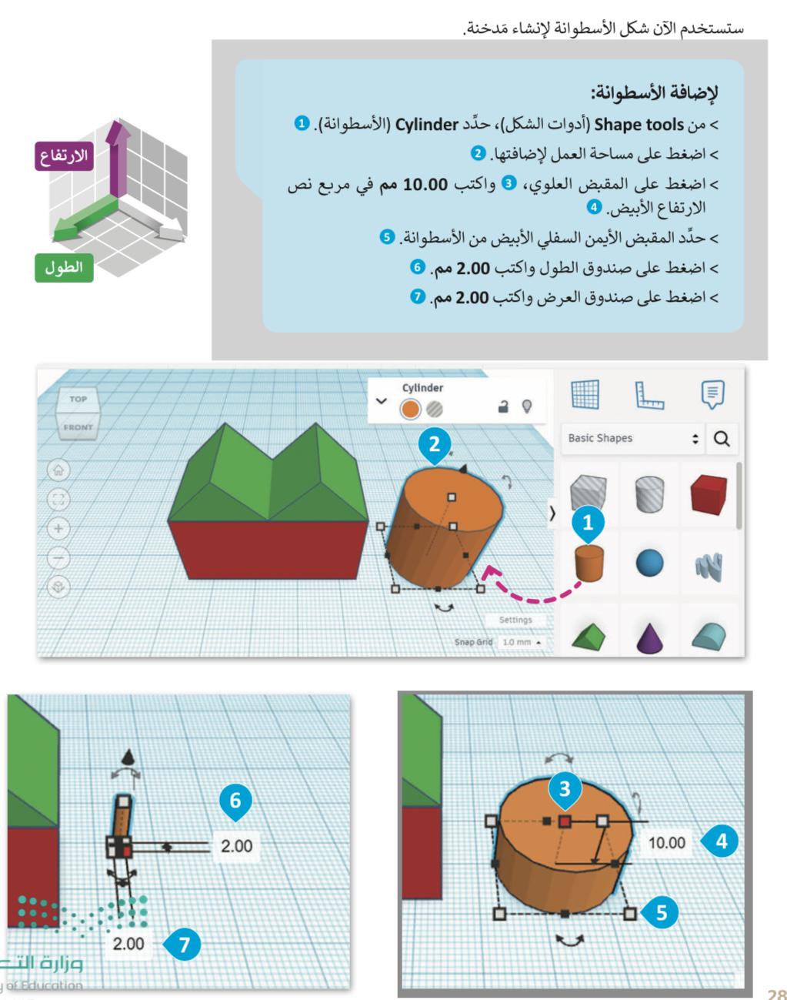 ستستخدم الآن شكل الأسطوانة لإنشاء مَدخنة.
لإضافة الأسطوانة:
> من Shape tools (أدوات الشكل)، حدِّد Cylinder (الأسطوانة). 1
> اضغط على مساحة العمل لإضافتها. 2
> اضغط على المقبض العلوي، 3 واكتب 10.00 مم في مربع نص
الارتفاع الأبيض. 4
> حدِّد المقبض الأيمن السفلي الأبيض من الأسطوانة. 5
> اضغط على صندوق الطول واكتب 2.00 مم. 6
> اضغط على صندوق العرض واكتب 2.00 مم. 7
الارتفاع
الطول
TOP
FRONT
Cylinder
2
Basic Shapes
1
Settings
Snap Grid 1.0 mm
3
10.00
4
5
6
2.00
2.00
7
وزارة التـ
of Education
28